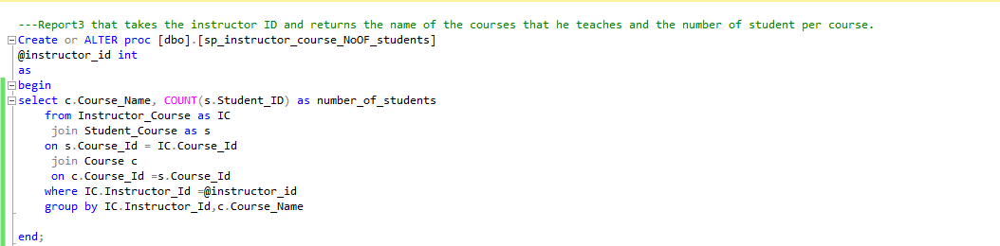 ---Report3 that takes the instructor ID and returns the name of the courses that he teaches and the number of student per course.
Create or ALTER proc [dbo].[sp_instructor_course_NoOF_students]
@instructor_id int
as
begin
select c.Course_Name, COUNT(s.Student_ID) as number_of_students
from Instructor_Course as IC
join Student_Course as s
on s.Course_Id = IC.Course_Id
join Course c
on c.Course_Id =s.Course_Id
where IC.Instructor_Id =@instructor_id
group by IC.Instructor_Id,c.Course_Name
end;